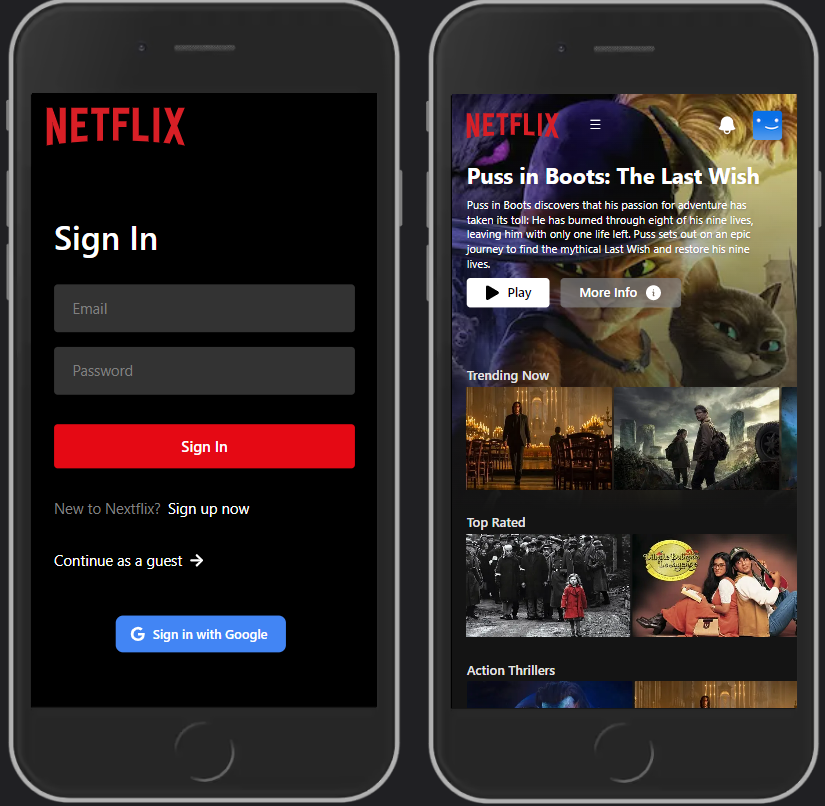 NETFLIX
Sign In
Email
Password
Sign In
New to Nextflix? Sign up now
Continue as a guest
G Sign in with Google
NETFLIX
Puss in Boots: The Last Wish
Puss in Boots discovers that his passion for adventure has
taken its toll: He has burned through eight of his nine lives,
leaving him with only one life left. Puss sets out on an epic
journey to find the mythical Last Wish and restore his nine
lives.
Play
More Info i
Trending Now
Top Rated
Action Thrillers